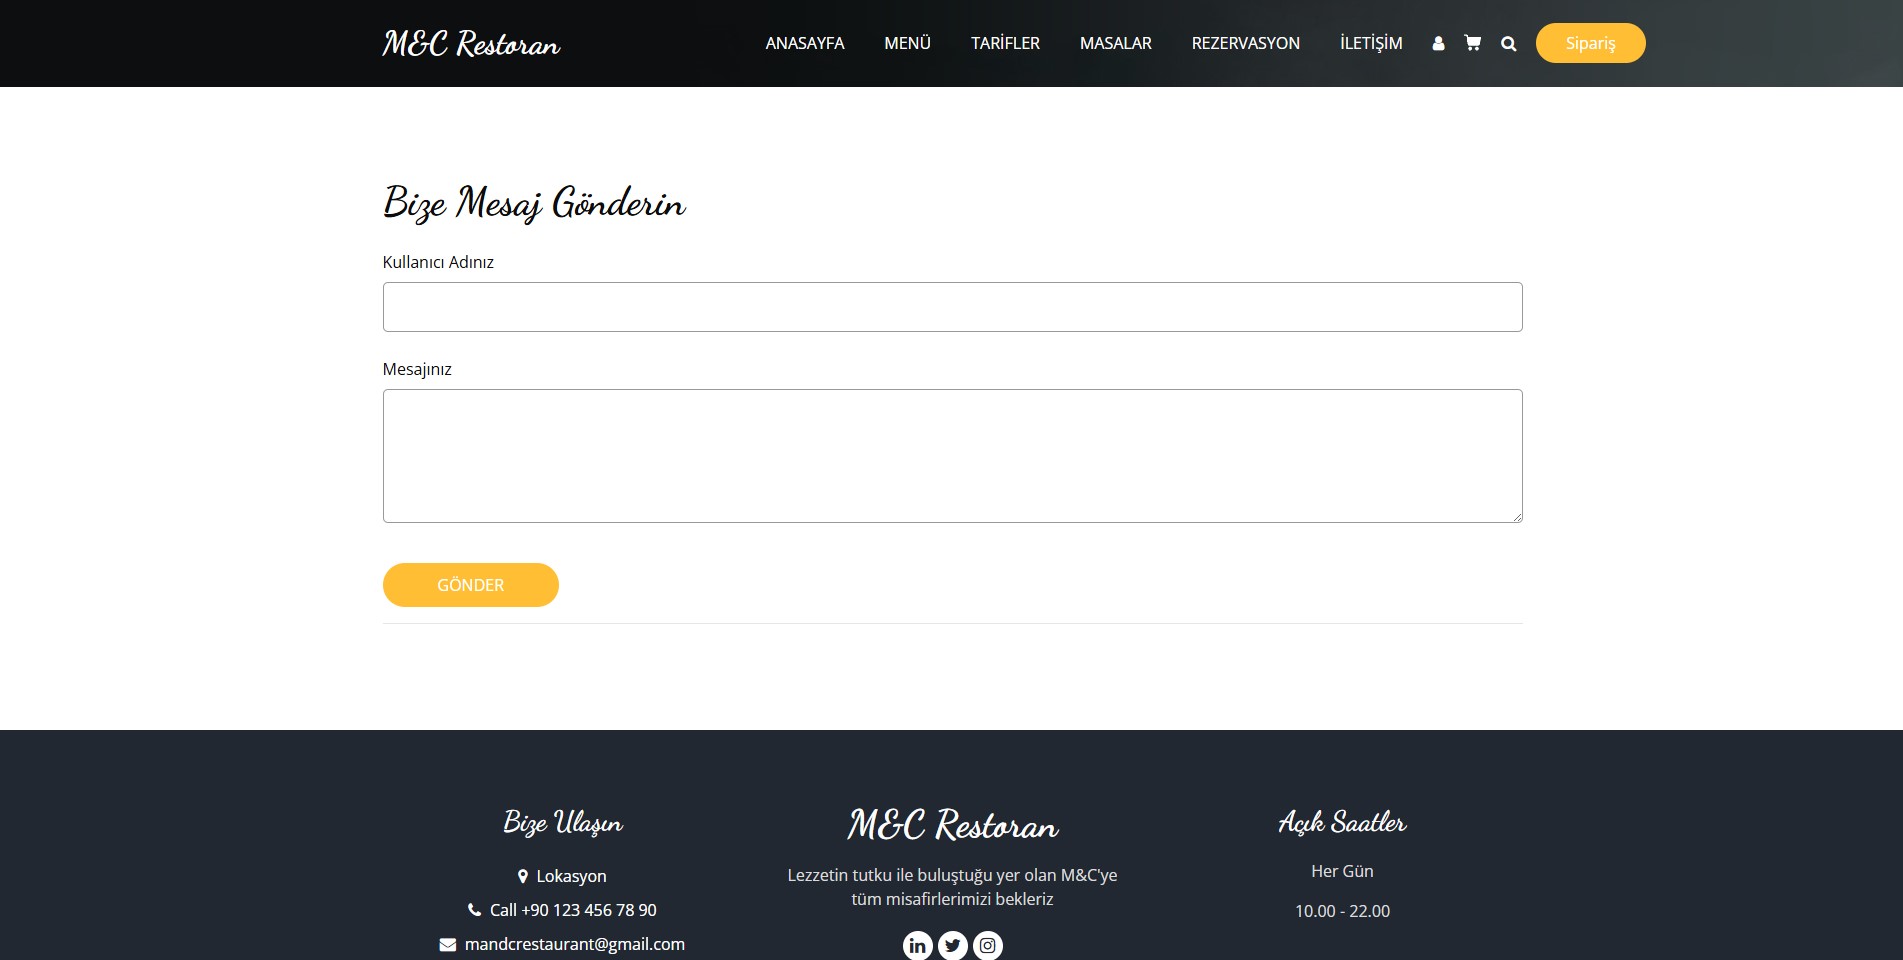 M&C Restoran
ANASAYFA MENÜ TARİFLER MASALAR REZERVASYON İLETİŞİM Sipariş
Bize Mesaj Gönderin
Kullanıcı Adınız
Mesajınız
GÖNDER
Bize Ulaşın
Lokasyon
Call +90 123 456 78 90
mandcrestaurant@gmail.com
M&C Restoran
Lezzetin tutku ile buluştuğu yer olan M&C'ye
tüm misafirlerimizi bekleriz
Açık Saatler
Her Gün
10.00 - 22.00